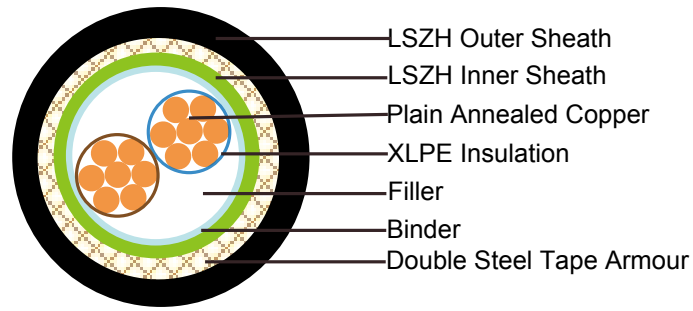 LSZH Outer Sheath
LSZH Inner Sheath
Plain Annealed Copper
XLPE Insulation
Filler
Binder
Double Steel Tape Armour